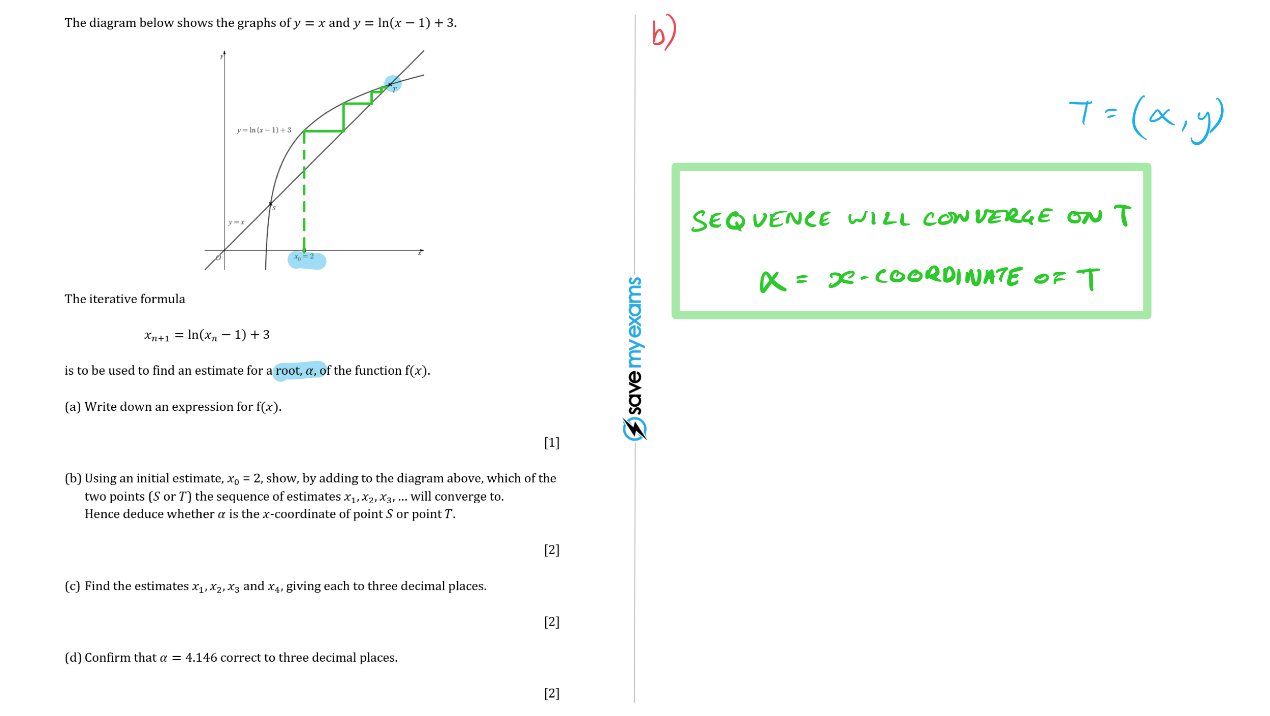 The diagram below shows the graphs of y = x and y = ln(x − 1) + 3.
y
T
y = ln (x − 1) + 3
S
y = x
O
x₀ = 2
x
The iterative formula
xₙ₊₁ = ln(xₙ − 1) + 3
is to be used to find an estimate for a root, α, of the function f(x).
(a) Write down an expression for f(x).
[1]
(b) Using an initial estimate, x₀ = 2, show, by adding to the diagram above, which of the
two points (S or T) the sequence of estimates x₁, x₂, x₃, ... will converge to.
Hence deduce whether α is the x-coordinate of point S or point T.
[2]
(c) Find the estimates x₁, x₂, x₃ and x₄, giving each to three decimal places.
[2]
(d) Confirm that α = 4.146 correct to three decimal places.
[2]
savemyexams
b)
T = (α, y)
SEQUENCE WILL CONVERGE ON T
α = x-COORDINATE OF T